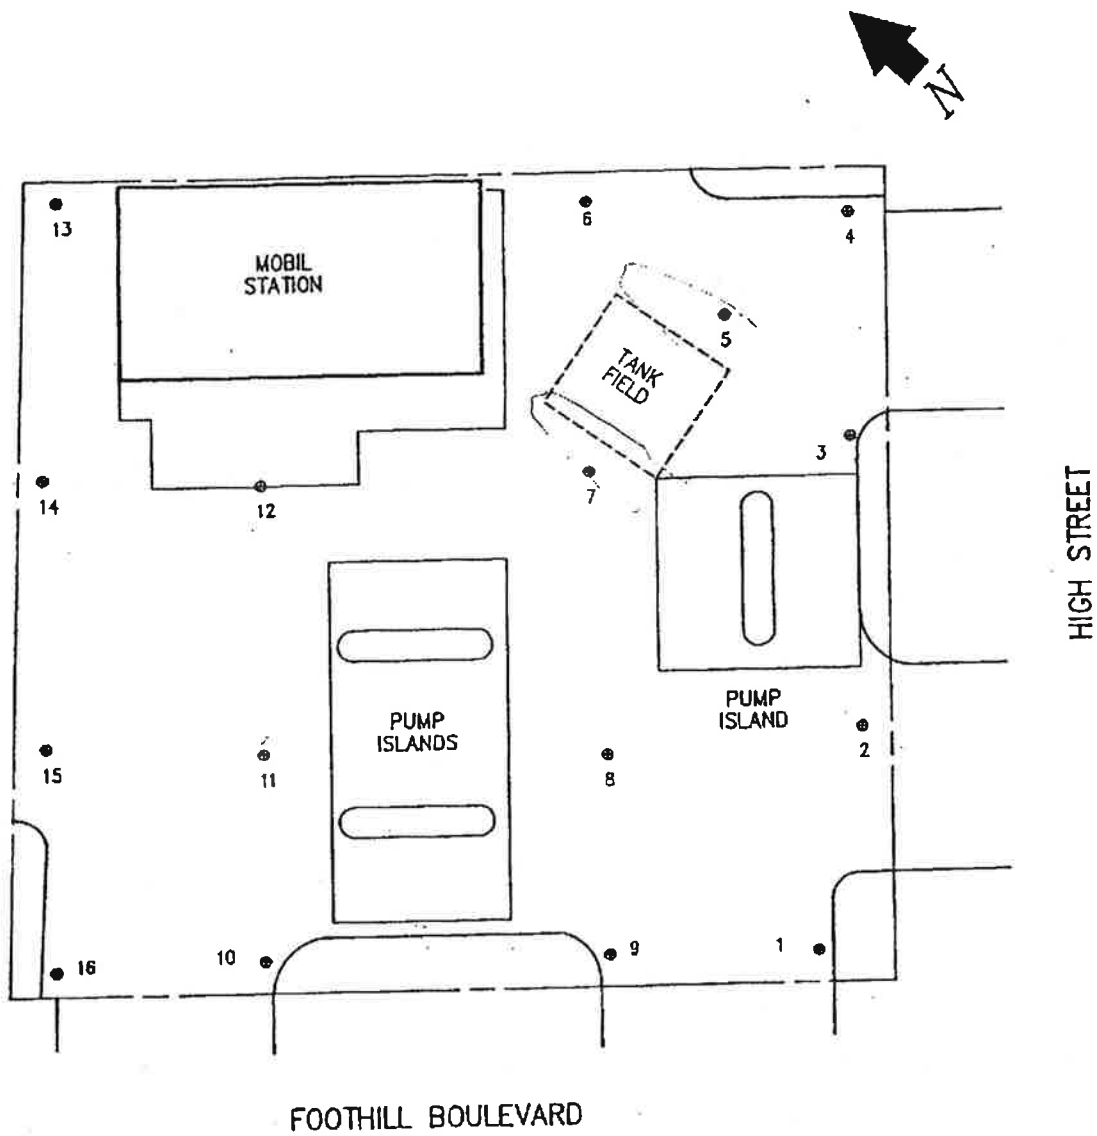 N
13
6
4
MOBIL
STATION
5
TANK
FIELD
3
14
12
7
HIGH STREET
PUMP
ISLAND
PUMP
ISLANDS
2
15
11
8
16
10
9
1
FOOTHILL BOULEVARD